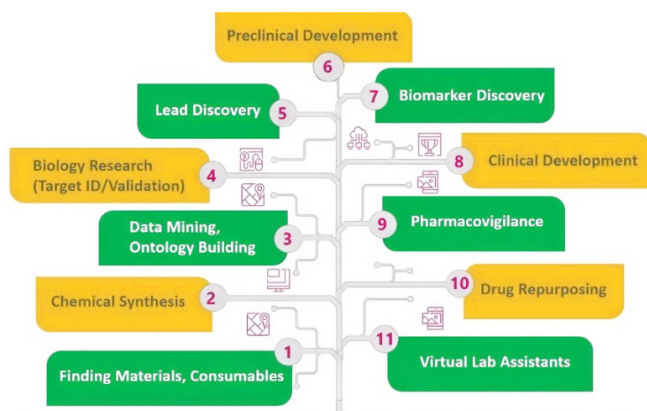 Preclinical Development
6
Lead Discovery
5
7
Biomarker Discovery
Biology Research
(Target ID/Validation)
4
8
Clinical Development
Data Mining,
Ontology Building
3
9
Pharmacovigilance
Chemical Synthesis
2
10
Drug Repurposing
Finding Materials, Consumables
1
11
Virtual Lab Assistants